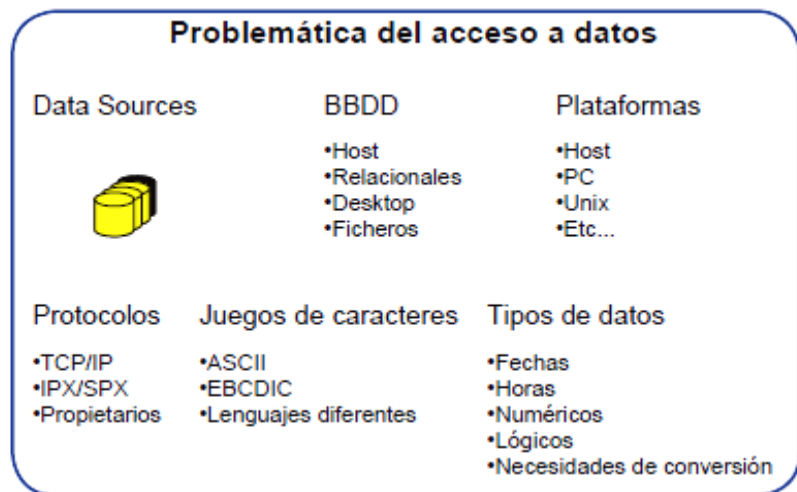 Problemática del acceso a datos
Data Sources
BBDD
•Host
•Relacionales
•Desktop
•Ficheros
Plataformas
•Host
•PC
•Unix
•Etc...
Protocolos
•TCP/IP
•IPX/SPX
•Propietarios
Juegos de caracteres
•ASCII
•EBCDIC
•Lenguajes diferentes
Tipos de datos
•Fechas
•Horas
•Numéricos
•Lógicos
•Necesidades de conversión